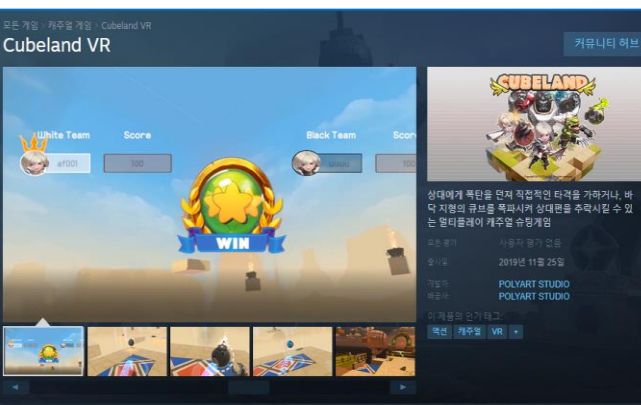 모든 게임 > 캐주얼 게임 > Cubeland VR
Cubeland VR
커뮤니티 허브
White Team
Score
Black Team
Scor
af001
100
uuuu
100
WIN
CUBELAND
상대에게 폭탄을 던져 직접적인 타격을 가하거나, 바
닥 지형의 큐브를 폭파시켜 상대편을 추락시킬 수 있
는 멀티플레이 캐주얼 슈팅게임
모든 평가 사용자 평가 없음
출시일: 2019년 11월 25일
개발자: POLYART STUDIO
배급사: POLYART STUDIO
이 제품의 인기 태그:
액션 캐주얼 VR +